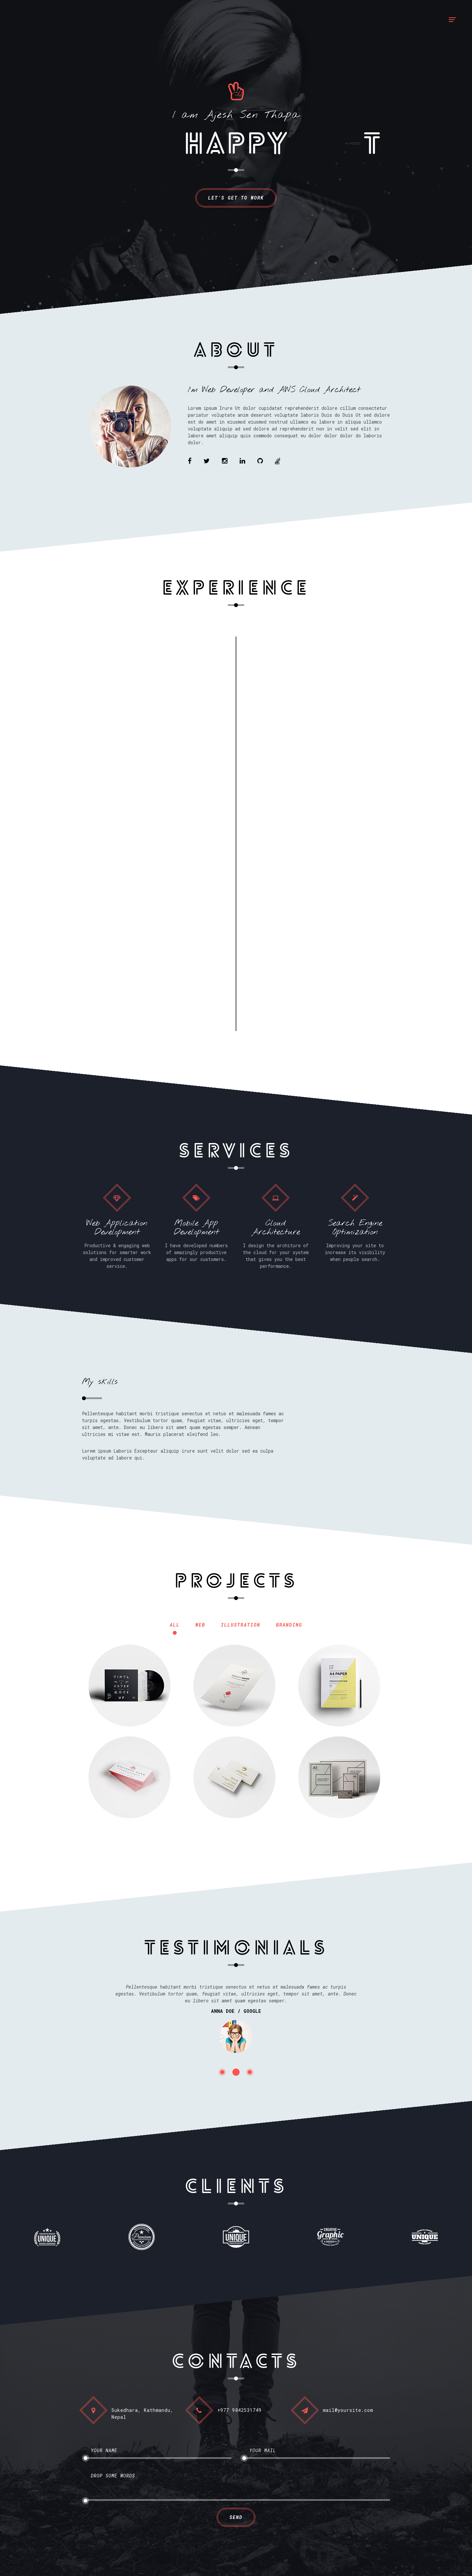 I am Ajesh Sen Thapa
HAPPY T
LET'S GET TO WORK
ABOUT
I'm Web Developer and AWS Cloud Architect
Lorem ipsum Irure Ut dolor cupidatat reprehenderit dolore cillum consectetur
pariatur voluptate anim deserunt voluptate laboris Duis do Duis Ut sed dolore
est do amet in eiusmod eiusmod nostrud ullamco eu labore in aliqua ullamco
voluptate aliquip ad sed dolore ad reprehenderit non in velit sed elit in
labore amet aliquip quis commodo consequat eu dolor dolor dolor do laboris
dolor.
EXPERIENCE
SERVICES
Web Application
Development
Productive & engaging web
solutions for smarter work
and improved customer
service.
Mobile App
Development
I have developed numbers
of amazingly productive
apps for our customers.
Cloud
Architecture
I design the architure of
the cloud for your system
that gives you the best
performance.
Search Engine
Optimization
Improving your site to
increase its visibility
when people search.
My skills
Pellentesque habitant morbi tristique senectus et netus et malesuada fames ac
turpis egestas. Vestibulum tortor quam, feugiat vitae, ultricies eget, tempor
sit amet, ante. Donec eu libero sit amet quam egestas semper. Aenean
ultricies mi vitae est. Mauris placerat eleifend leo.
Lorem ipsum Laboris Excepteur aliquip irure sunt velit dolor sed ea culpa
voluptate ad labore qui.
PROJECTS
ALL WEB ILLUSTRATION BRANDING
A4 PAPER
TESTIMONIALS
Pellentesque habitant morbi tristique senectus et netus et malesuada fames ac turpis
egestas. Vestibulum tortor quam, feugiat vitae, ultricies eget, tempor sit amet, ante. Donec
eu libero sit amet quam egestas semper.
ANNA DOE / GOOGLE
CLIENTS
UNIQUE
Premium
UNIQUE
CREATIVE
Graphic
UNIQUE
CONTACTS
Sukedhara, Kathmandu,
Nepal
+977 9842531749
mail@yoursite.com
YOUR NAME
YOUR MAIL
DROP SOME WORDS
SEND